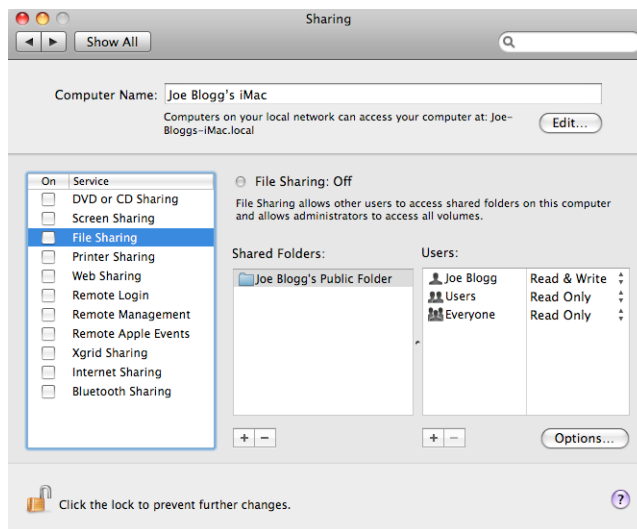 Sharing
Show All
Computer Name: Joe Blogg's iMac
Computers on your local network can access your computer at: Joe-
Bloggs-iMac.local
Edit...
On Service
DVD or CD Sharing
Screen Sharing
File Sharing
Printer Sharing
Web Sharing
Remote Login
Remote Management
Remote Apple Events
Xgrid Sharing
Internet Sharing
Bluetooth Sharing
File Sharing: Off
File Sharing allows other users to access shared folders on this computer
and allows administrators to access all volumes.
Shared Folders:
Joe Blogg's Public Folder
Users:
Joe Blogg Read & Write
Users Read Only
Everyone Read Only
+ −
+ −
Options...
Click the lock to prevent further changes.
?